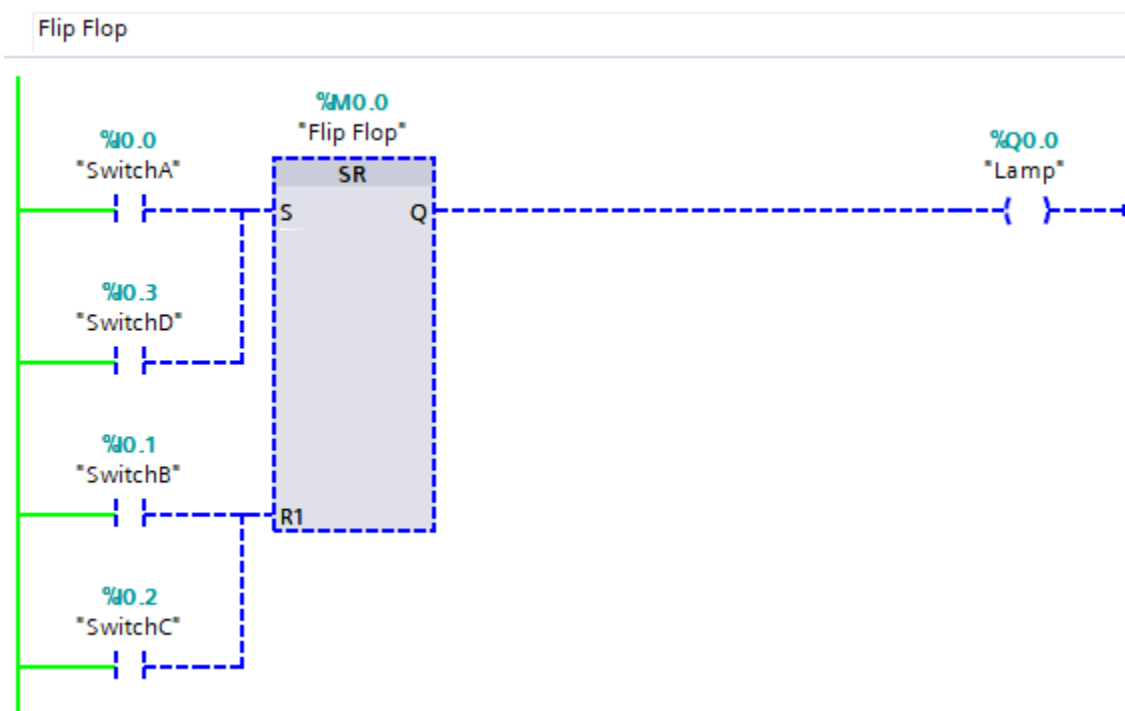 Flip Flop
%M0.0
"Flip Flop"
%I0.0
"SwitchA"
SR
%Q0.0
"Lamp"
S
Q
%I0.3
"SwitchD"
%I0.1
"SwitchB"
R1
%I0.2
"SwitchC"